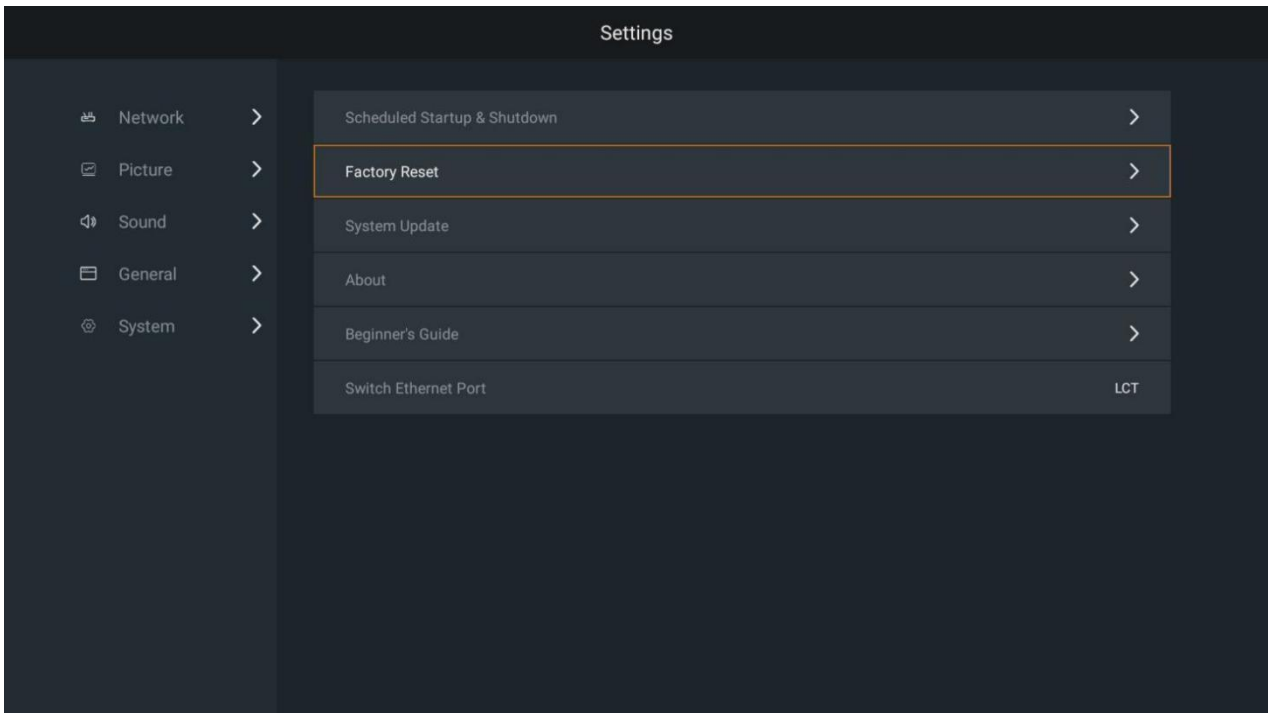 Settings
Network
Picture
Sound
General
System
Scheduled Startup & Shutdown
Factory Reset
System Update
About
Beginner's Guide
Switch Ethernet Port LCT